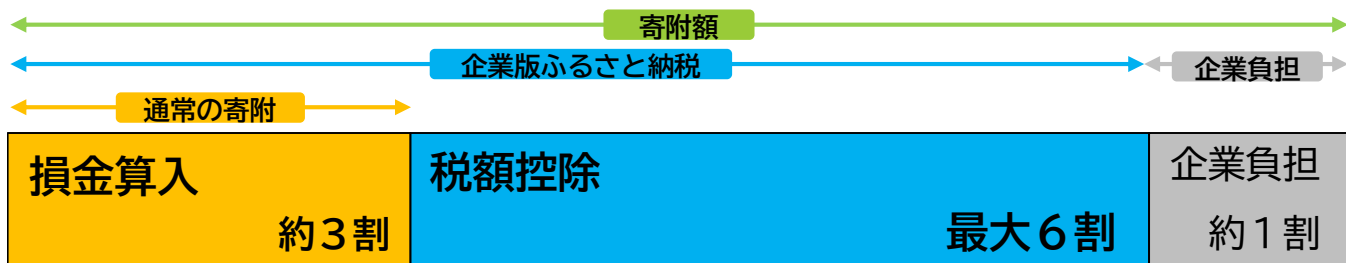 寄附額
企業版ふるさと納税
企業負担
通常の寄附
損金算入
約３割
税額控除
最大６割
企業負担
約１割